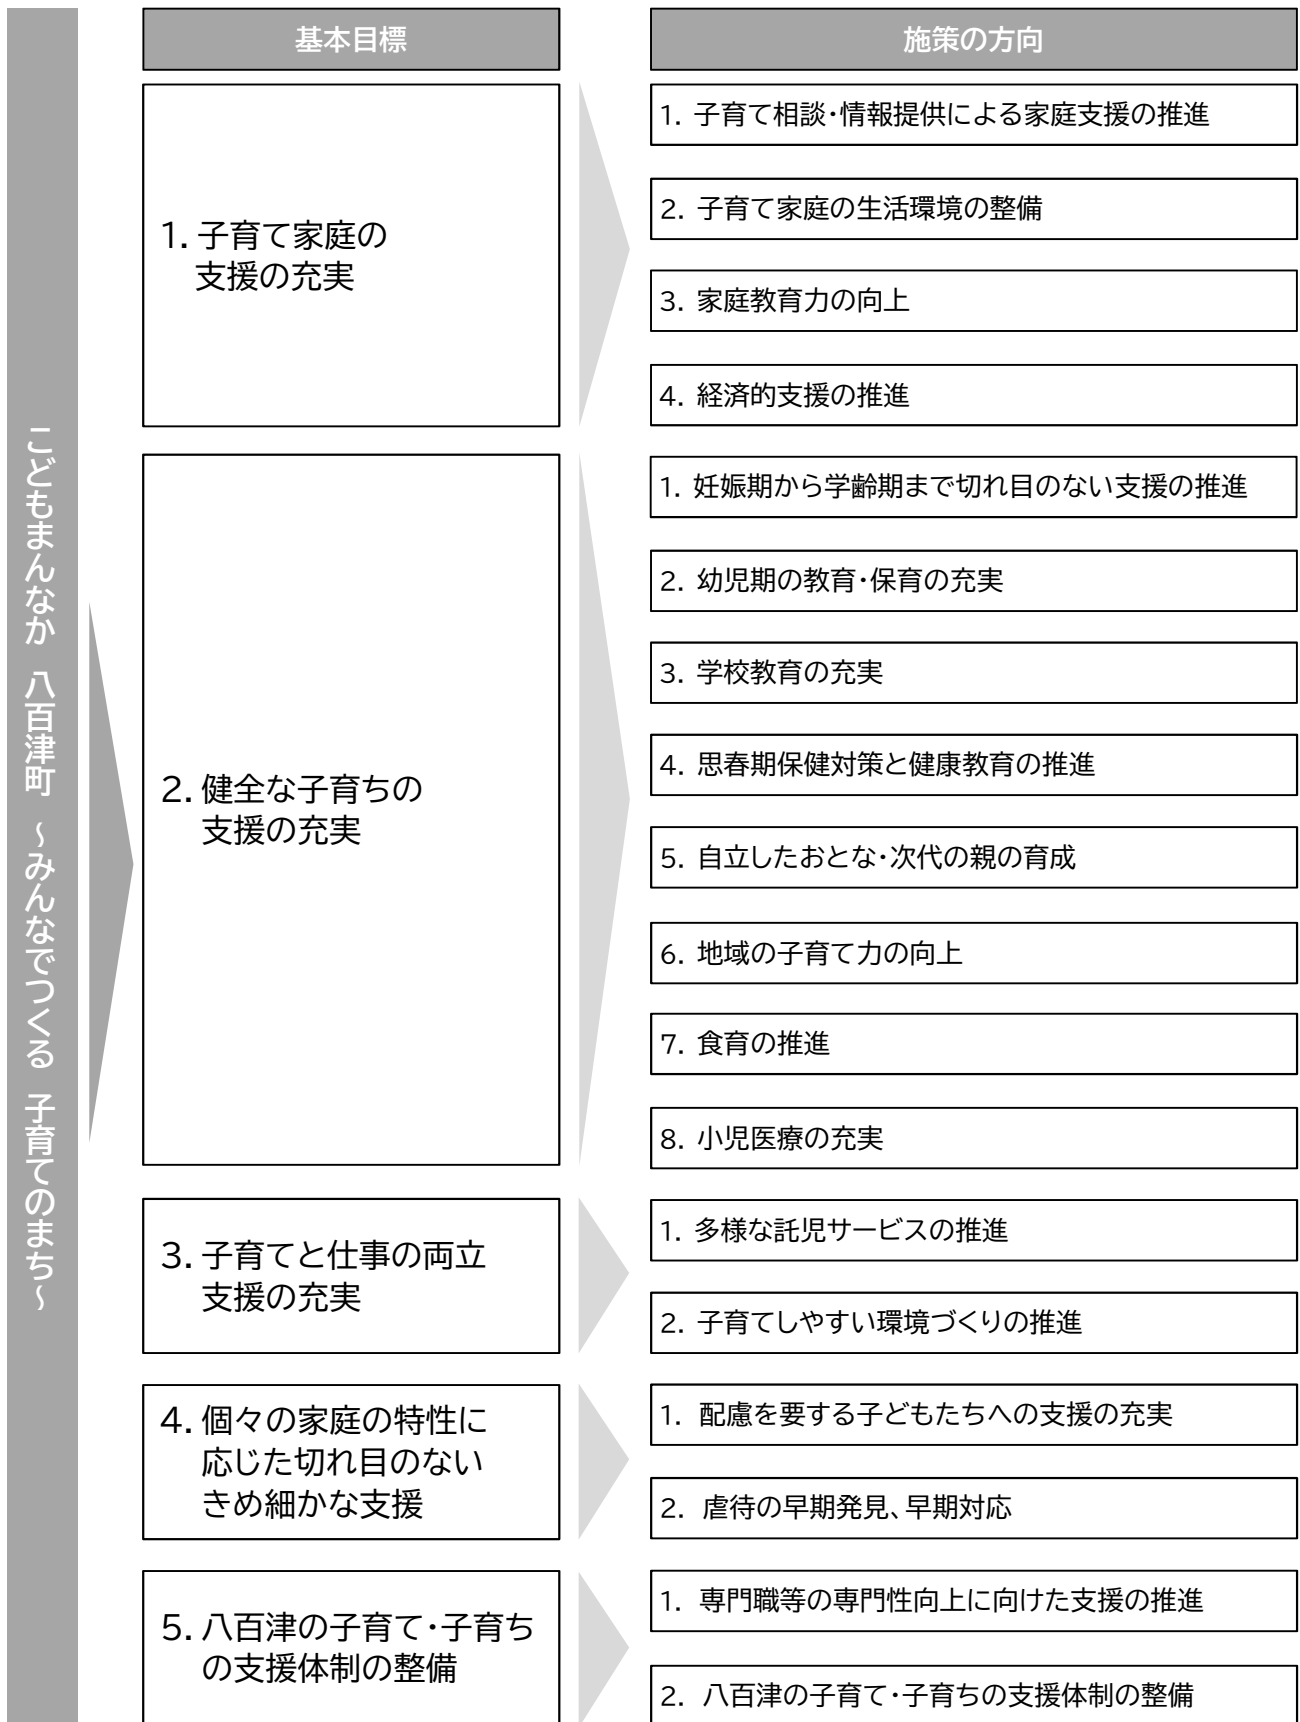 こどもまんなか 八百津町 ～みんなでつくる 子育てのまち～
基本目標
施策の方向
1. 子育て家庭の
支援の充実
1. 子育て相談・情報提供による家庭支援の推進
2. 子育て家庭の生活環境の整備
3. 家庭教育力の向上
4. 経済的支援の推進
2. 健全な子育ちの
支援の充実
1. 妊娠期から学齢期まで切れ目のない支援の推進
2. 幼児期の教育・保育の充実
3. 学校教育の充実
4. 思春期保健対策と健康教育の推進
5. 自立したおとな・次代の親の育成
6. 地域の子育て力の向上
7. 食育の推進
8. 小児医療の充実
3. 子育てと仕事の両立
支援の充実
1. 多様な託児サービスの推進
2. 子育てしやすい環境づくりの推進
4. 個々の家庭の特性に
応じた切れ目のない
きめ細かな支援
1. 配慮を要する子どもたちへの支援の充実
2. 虐待の早期発見、早期対応
5. 八百津の子育て・子育ち
の支援体制の整備
1. 専門職等の専門性向上に向けた支援の推進
2. 八百津の子育て・子育ちの支援体制の整備